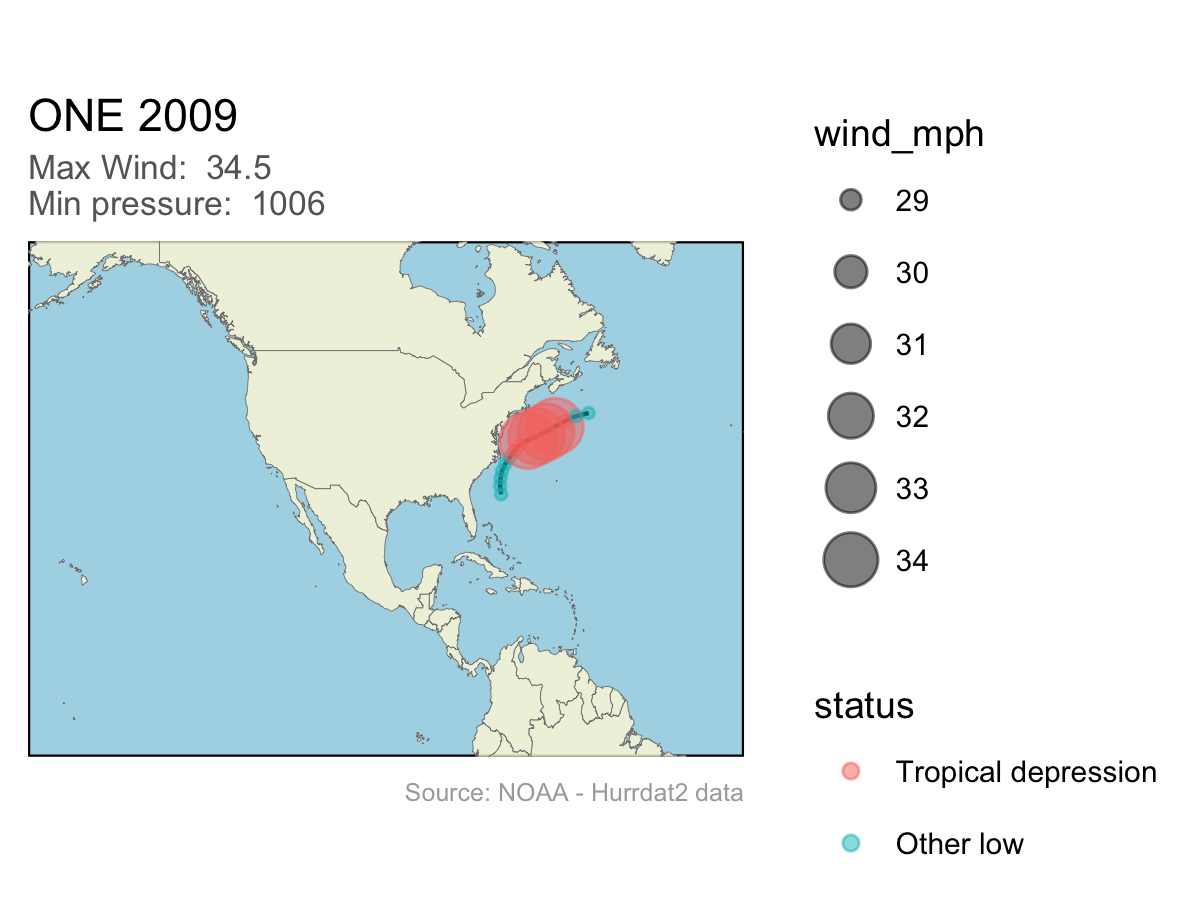 ONE 2009
Max Wind:  34.5
Min pressure:  1006
wind_mph
29
30
31
32
33
34
status
Tropical depression
Other low
Source: NOAA - Hurrdat2 data